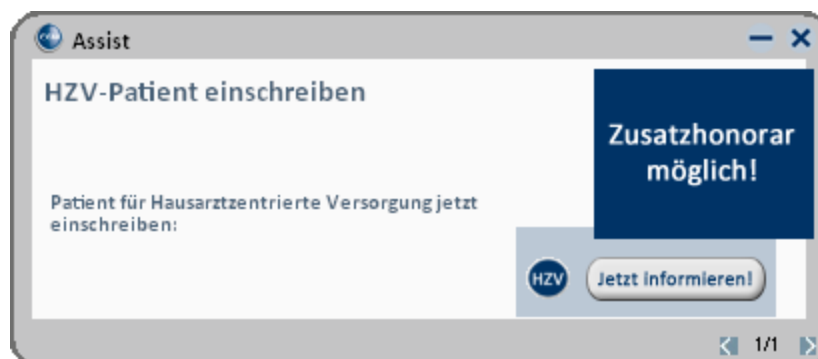 Assist
HZV-Patient einschreiben
Zusatzhonorar
möglich!
Patient für Hausarztzentrierte Versorgung jetzt
einschreiben:
HZV
Jetzt informieren!
1/1